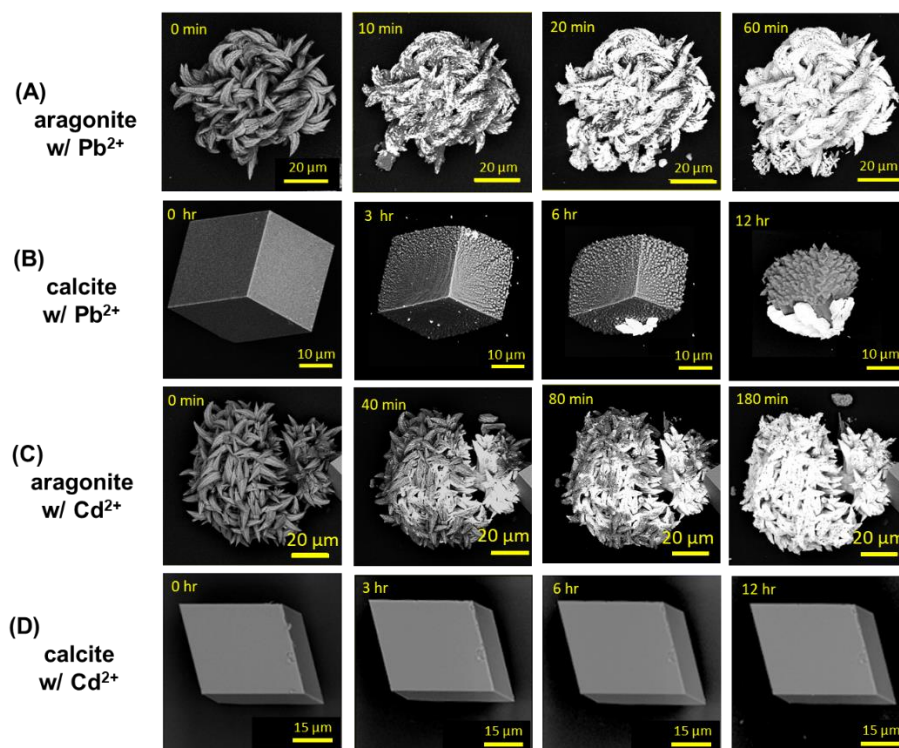 (A)
aragonite
w/ Pb²⁺
0 min
20 μm
10 min
20 μm
20 min
20 μm
60 min
20 μm
(B)
calcite
w/ Pb²⁺
0 hr
10 μm
3 hr
10 μm
6 hr
10 μm
12 hr
10 μm
(C)
aragonite
w/ Cd²⁺
0 min
20 μm
40 min
20 μm
80 min
20 μm
180 min
20 μm
(D)
calcite
w/ Cd²⁺
0 hr
15 μm
3 hr
15 μm
6 hr
15 μm
12 hr
15 μm